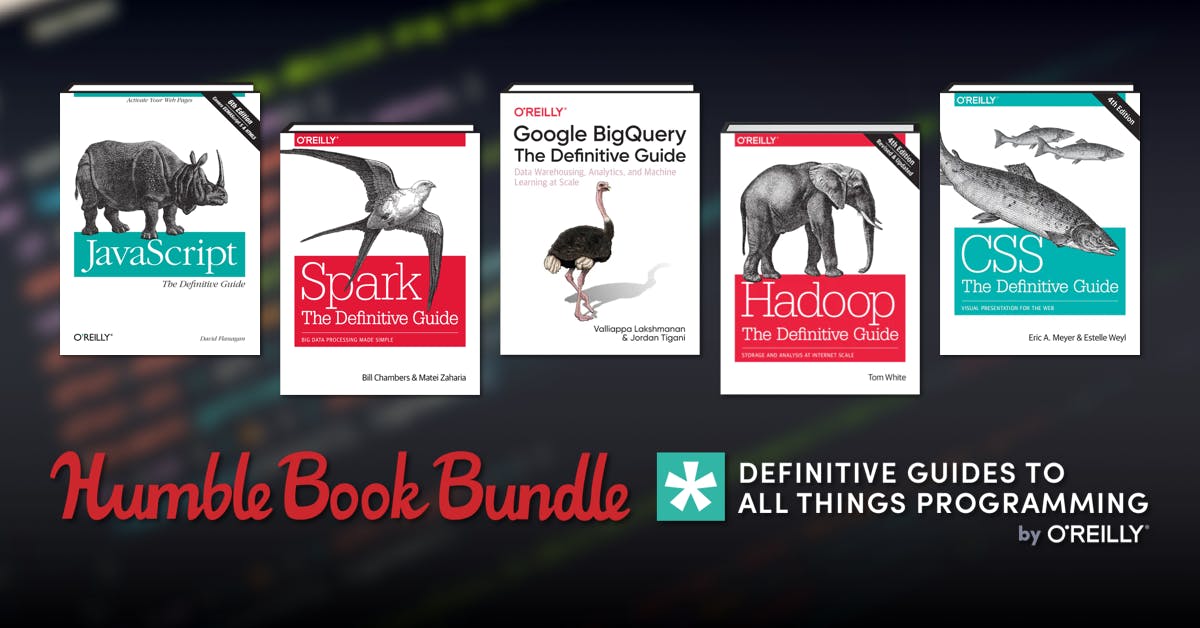 Activate Your Web Pages
6th Edition
Covers ECMAScript 5 & HTML5
JavaScript
The Definitive Guide
O'REILLY®
David Flanagan
O'REILLY®
Spark
The Definitive Guide
BIG DATA PROCESSING MADE SIMPLE
Bill Chambers & Matei Zaharia
O'REILLY®
Google BigQuery
The Definitive Guide
Data Warehousing, Analytics, and Machine
Learning at Scale
Valliappa Lakshmanan
& Jordan Tigani
O'REILLY®
4th Edition
Revised & Updated
Hadoop
The Definitive Guide
STORAGE AND ANALYSIS AT INTERNET SCALE
Tom White
O'REILLY®
4th Edition
CSS
The Definitive Guide
VISUAL PRESENTATION FOR THE WEB
Eric A. Meyer & Estelle Weyl
Humble Book Bundle
DEFINITIVE GUIDES TO
ALL THINGS PROGRAMMING
by O'REILLY®